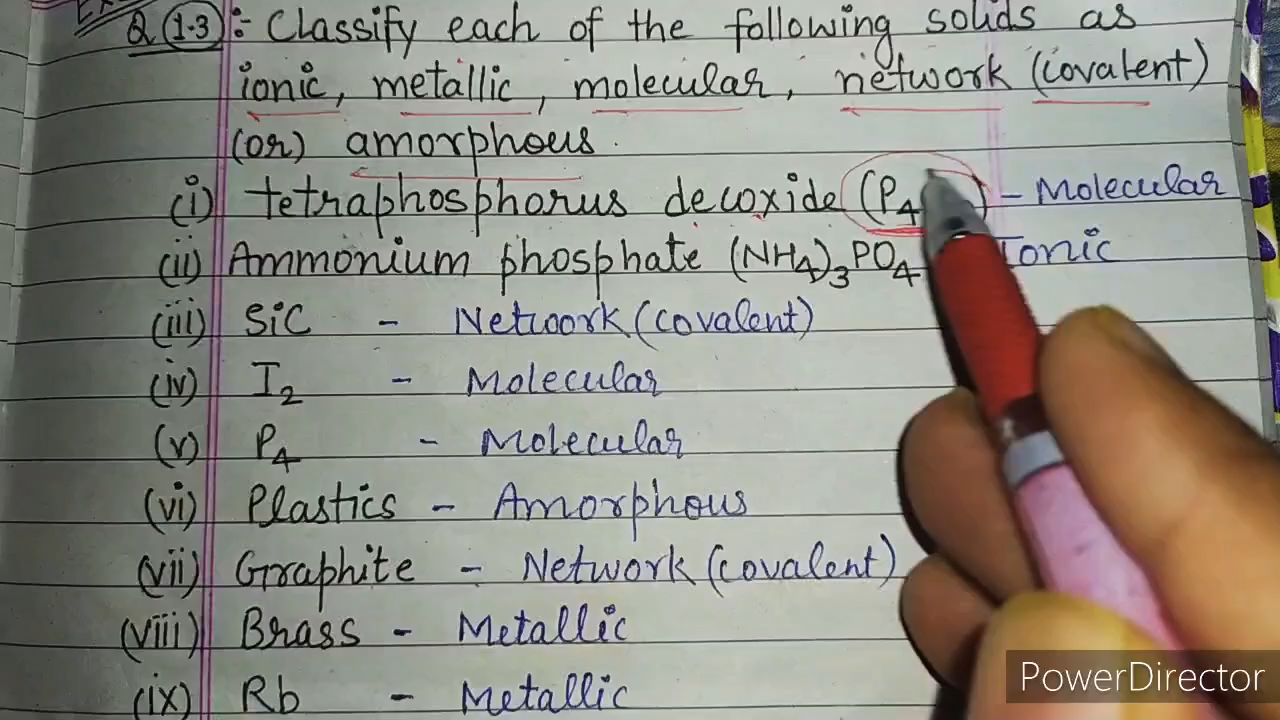 Q (1.3) :- Classify each of the following solids as
ionic, metallic, molecular, network (covalent)
(or) amorphous.
(i) tetraphosphorus decoxide (P4 ) - Molecular
(ii) Ammonium phosphate (NH4)3PO4 Ionic
(iii) SiC - Network (covalent)
(iv) I2 - Molecular
(v) P4 - Molecular
(vi) Plastics - Amorphous
(vii) Graphite - Network (covalent)
(viii) Brass - Metallic
(ix) Rb - Metallic
PowerDirector